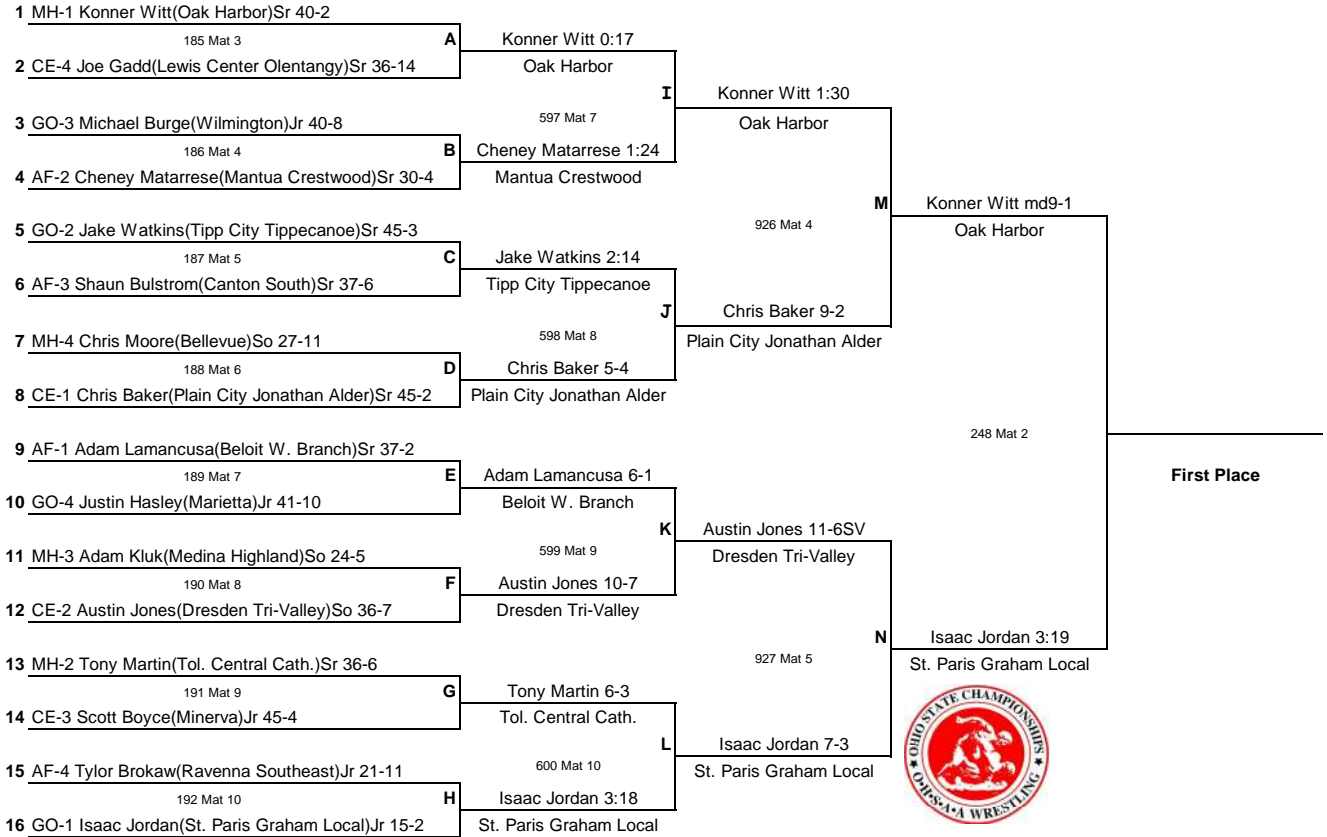 1 MH-1 Konner Witt(Oak Harbor)Sr 40-2
185 Mat 3
A
2 CE-4 Joe Gadd(Lewis Center Olentangy)Sr 36-14
Konner Witt 0:17
Oak Harbor
I
3 GO-3 Michael Burge(Wilmington)Jr 40-8
597 Mat 7
186 Mat 4
B
4 AF-2 Cheney Matarrese(Mantua Crestwood)Sr 30-4
Cheney Matarrese 1:24
Mantua Crestwood
Konner Witt 1:30
Oak Harbor
M
926 Mat 4
5 GO-2 Jake Watkins(Tipp City Tippecanoe)Sr 45-3
187 Mat 5
C
6 AF-3 Shaun Bulstrom(Canton South)Sr 37-6
Jake Watkins 2:14
Tipp City Tippecanoe
J
7 MH-4 Chris Moore(Bellevue)So 27-11
598 Mat 8
188 Mat 6
D
8 CE-1 Chris Baker(Plain City Jonathan Alder)Sr 45-2
Chris Baker 5-4
Plain City Jonathan Alder
Chris Baker 9-2
Plain City Jonathan Alder
Konner Witt md9-1
Oak Harbor
248 Mat 2
First Place
9 AF-1 Adam Lamancusa(Beloit W. Branch)Sr 37-2
189 Mat 7
E
10 GO-4 Justin Hasley(Marietta)Jr 41-10
Adam Lamancusa 6-1
Beloit W. Branch
K
11 MH-3 Adam Kluk(Medina Highland)So 24-5
599 Mat 9
190 Mat 8
F
12 CE-2 Austin Jones(Dresden Tri-Valley)So 36-7
Austin Jones 10-7
Dresden Tri-Valley
Austin Jones 11-6SV
Dresden Tri-Valley
N
927 Mat 5
13 MH-2 Tony Martin(Tol. Central Cath.)Sr 36-6
191 Mat 9
G
14 CE-3 Scott Boyce(Minerva)Jr 45-4
Tony Martin 6-3
Tol. Central Cath.
L
15 AF-4 Tylor Brokaw(Ravenna Southeast)Jr 21-11
600 Mat 10
192 Mat 10
H
16 GO-1 Isaac Jordan(St. Paris Graham Local)Jr 15-2
Isaac Jordan 3:18
St. Paris Graham Local
Isaac Jordan 7-3
St. Paris Graham Local
Isaac Jordan 3:19
St. Paris Graham Local
OHIO STATE CHAMPIONSHIPS
O•H•S•A•A WRESTLING